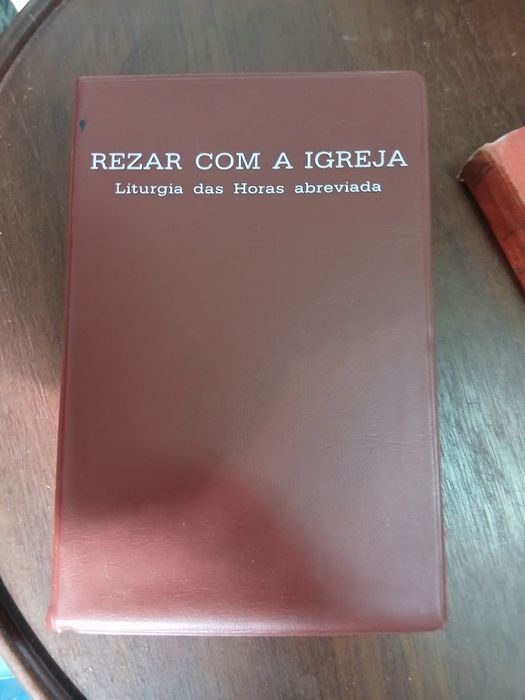 REZAR COM A IGREJA
Liturgia das Horas abreviada